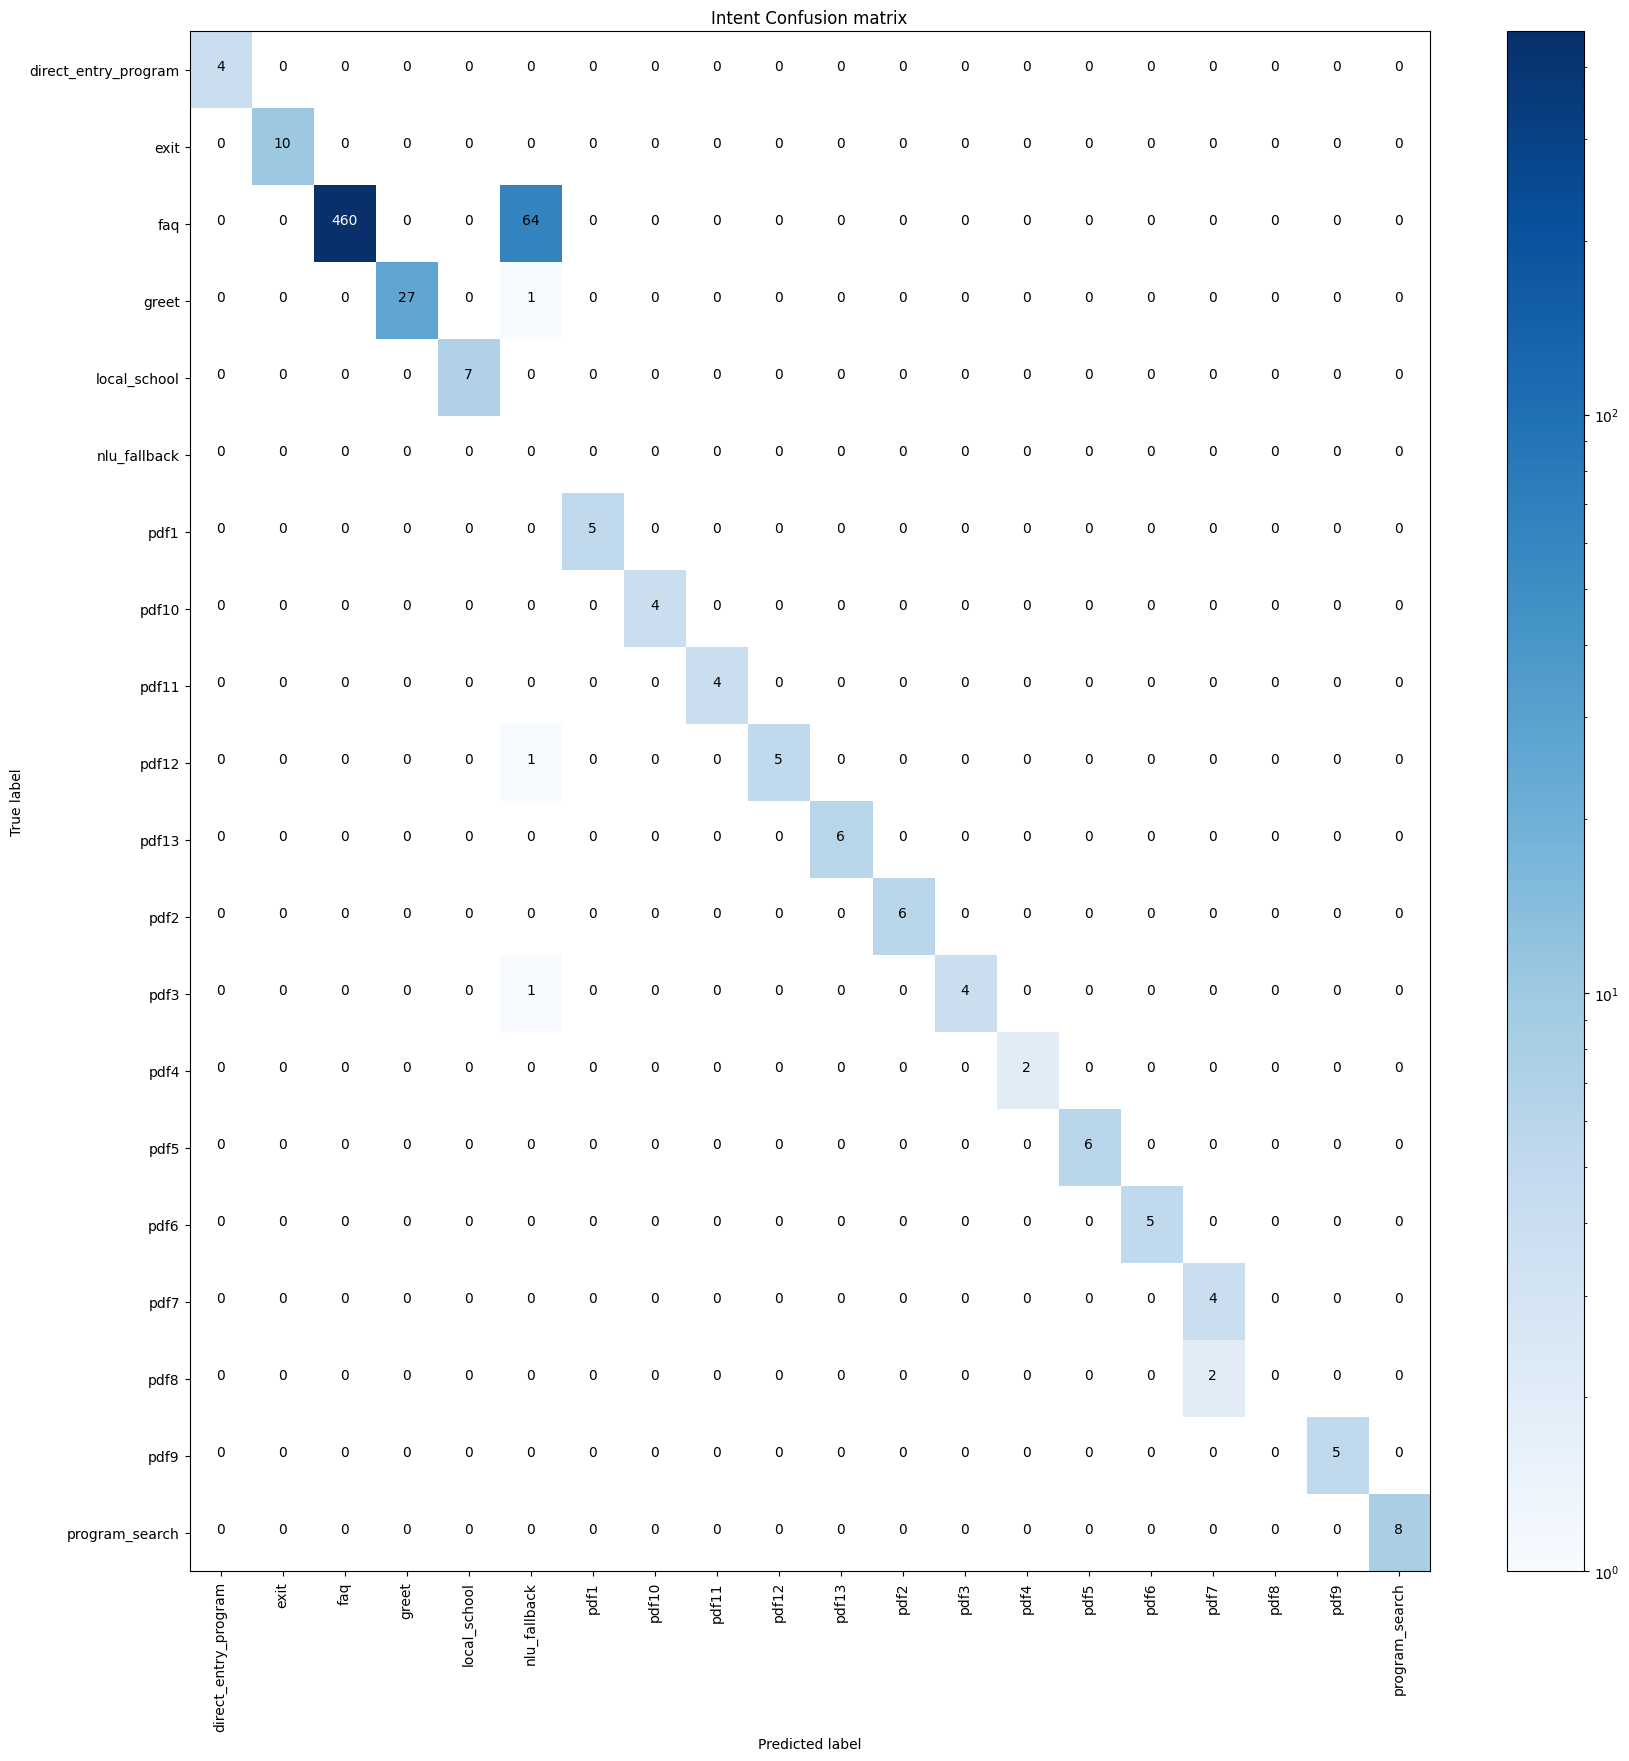 Intent Confusion matrix
direct_entry_program 4 0 0 0 0 0 0 0 0 0 0 0 0 0 0 0 0 0 0 0
exit 0 10 0 0 0 0 0 0 0 0 0 0 0 0 0 0 0 0 0 0
faq 0 0 460 0 0 64 0 0 0 0 0 0 0 0 0 0 0 0 0 0
greet 0 0 0 27 0 1 0 0 0 0 0 0 0 0 0 0 0 0 0 0
local_school 0 0 0 0 7 0 0 0 0 0 0 0 0 0 0 0 0 0 0 0
nlu_fallback 0 0 0 0 0 0 0 0 0 0 0 0 0 0 0 0 0 0 0 0
pdf1 0 0 0 0 0 0 5 0 0 0 0 0 0 0 0 0 0 0 0 0
pdf10 0 0 0 0 0 0 0 4 0 0 0 0 0 0 0 0 0 0 0 0
pdf11 0 0 0 0 0 0 0 0 4 0 0 0 0 0 0 0 0 0 0 0
pdf12 0 0 0 0 0 1 0 0 0 5 0 0 0 0 0 0 0 0 0 0
pdf13 0 0 0 0 0 0 0 0 0 0 6 0 0 0 0 0 0 0 0 0
pdf2 0 0 0 0 0 0 0 0 0 0 0 6 0 0 0 0 0 0 0 0
pdf3 0 0 0 0 0 1 0 0 0 0 0 0 4 0 0 0 0 0 0 0
pdf4 0 0 0 0 0 0 0 0 0 0 0 0 0 2 0 0 0 0 0 0
pdf5 0 0 0 0 0 0 0 0 0 0 0 0 0 0 6 0 0 0 0 0
pdf6 0 0 0 0 0 0 0 0 0 0 0 0 0 0 0 5 0 0 0 0
pdf7 0 0 0 0 0 0 0 0 0 0 0 0 0 0 0 0 4 0 0 0
pdf8 0 0 0 0 0 0 0 0 0 0 0 0 0 0 0 0 2 0 0 0
pdf9 0 0 0 0 0 0 0 0 0 0 0 0 0 0 0 0 0 0 5 0
program_search 0 0 0 0 0 0 0 0 0 0 0 0 0 0 0 0 0 0 0 8
True label
direct_entry_program
exit
faq
greet
local_school
nlu_fallback
pdf1
pdf10
pdf11
pdf12
pdf13
pdf2
pdf3
pdf4
pdf5
pdf6
pdf7
pdf8
pdf9
program_search
Predicted label
10²
10¹
10⁰